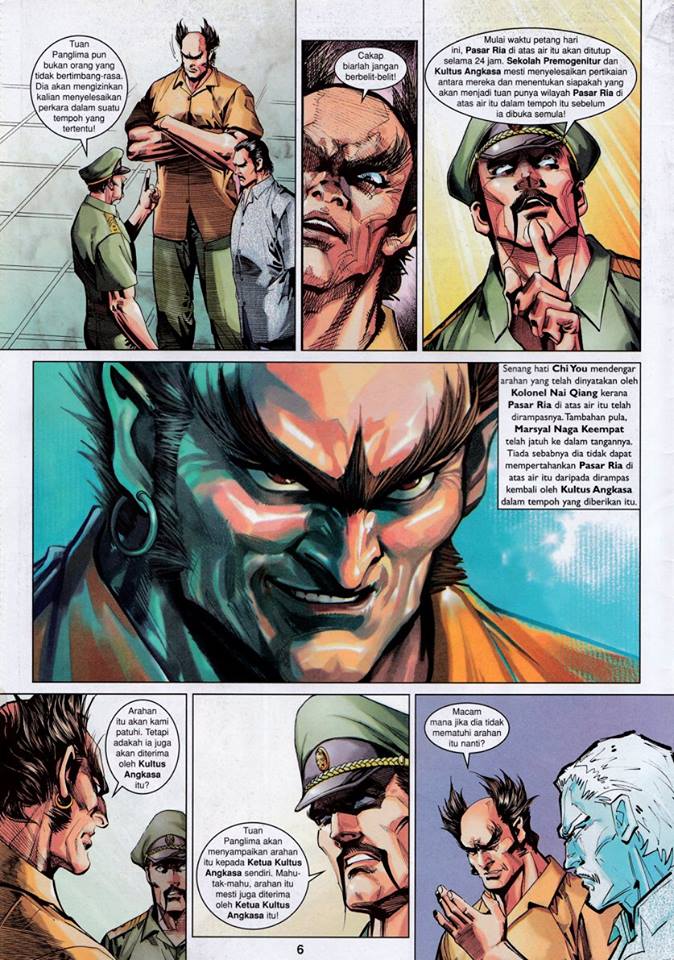 Tuan
Panglima pun
bukan orang yang
tidak bertimbang-rasa.
Dia akan mengizinkan
kalian menyelesaikan
perkara dalam suatu
tempoh yang
tertentu!
Cakap
biarlah jangan
berbelit-belit!
Mulai waktu petang hari
ini, Pasar Ria di atas air itu akan ditutup
selama 24 jam. Sekolah Premogenitur dan
Kultus Angkasa mesti menyelesaikan pertikaian
antara mereka dan menentukan siapakah yang
akan menjadi tuan punya wilayah Pasar Ria di
atas air itu dalam tempoh itu sebelum
ia dibuka semula!
Senang hati Chi You mendengar
arahan yang telah dinyatakan oleh
Kolonel Nai Qiang kerana
Pasar Ria di atas air itu telah
dirampasnya. Tambahan pula,
Marsyal Naga Keempat
telah jatuh ke dalam tangannya.
Tiada sebabnya dia tidak dapat
mempertahankan Pasar Ria di
atas air itu daripada dirampas
kembali oleh Kultus Angkasa
dalam tempoh yang diberikan itu.
Arahan
itu akan kami
patuhi. Tetapi
adakah ia juga
akan diterima
oleh Kultus
Angkasa
itu?
Tuan
Panglima akan
menyampaikan arahan
itu kepada Ketua Kultus
Angkasa sendiri. Mahu-
tak-mahu, arahan itu
mesti juga diterima
oleh Ketua Kultus
Angkasa itu!
Macam
mana jika dia tidak
mematuhi arahan
itu nanti?
6